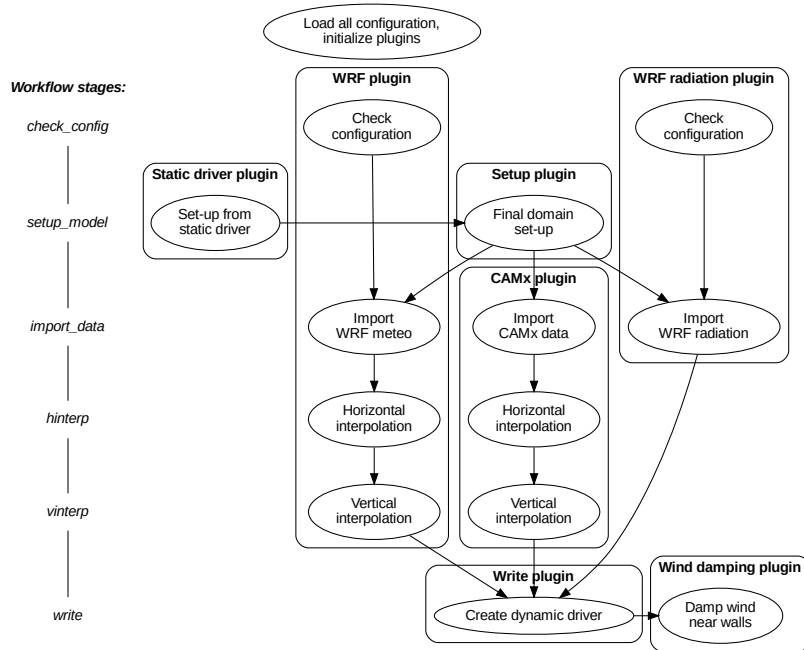 Load all configuration,
initialize plugins
Workflow stages:
WRF plugin
WRF radiation plugin
check_config
Check
configuration
Check
configuration
Static driver plugin
Setup plugin
setup_model
Set-up from
static driver
Final domain
set-up
CAMx plugin
import_data
Import
WRF meteo
Import
CAMx data
Import
WRF radiation
hinterp
Horizontal
interpolation
Horizontal
interpolation
vinterp
Vertical
interpolation
Vertical
interpolation
Write plugin
Wind damping plugin
write
Create dynamic driver
Damp wind
near walls